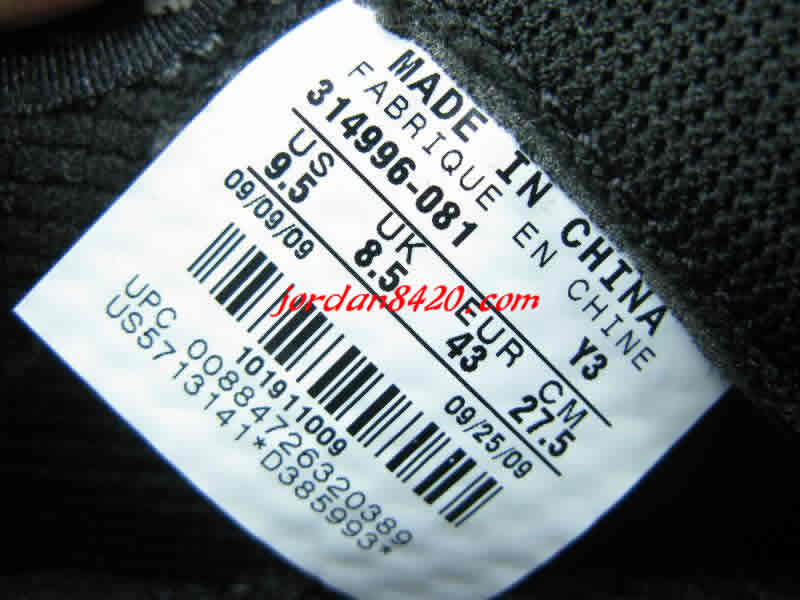 MADE IN CHINA
FABRIQUE EN CHINE
314996-081 Y3
US UK EUR CM
9.5 8.5 43 27.5
09/09/09 09/25/09
jordan8420.com
101911009
UPC 00884726320389
US5713141*D385993*